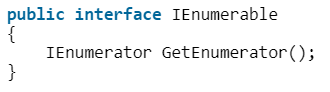 public interface IEnumerable
{
    IEnumerator GetEnumerator();
}